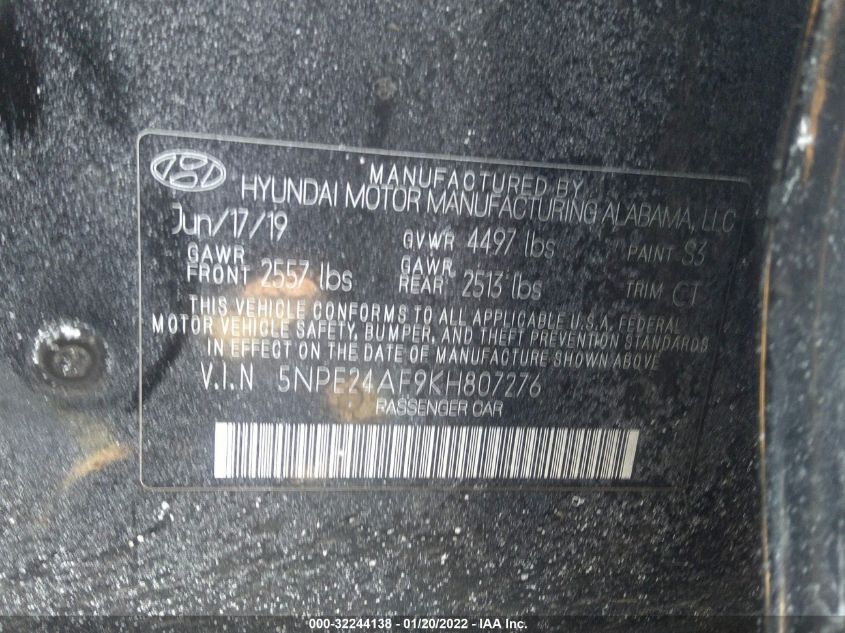 MANUFACTURED BY
HYUNDAI MOTOR MANUFACTURING ALABAMA, LLC
Jun/17/19 GVWR 4497 lbs PAINT S3
GAWR FRONT 2557 lbs GAWR REAR 2513 lbs TRIM CT
THIS VEHICLE CONFORMS TO ALL APPLICABLE U.S.A. FEDERAL
MOTOR VEHICLE SAFETY, BUMPER, AND THEFT PREVENTION STANDARDS
IN EFFECT ON THE DATE OF MANUFACTURE SHOWN ABOVE
V.I.N 5NPE24AF9KH807276
PASSENGER CAR
000-32244138 - 01/20/2022 - IAA Inc.